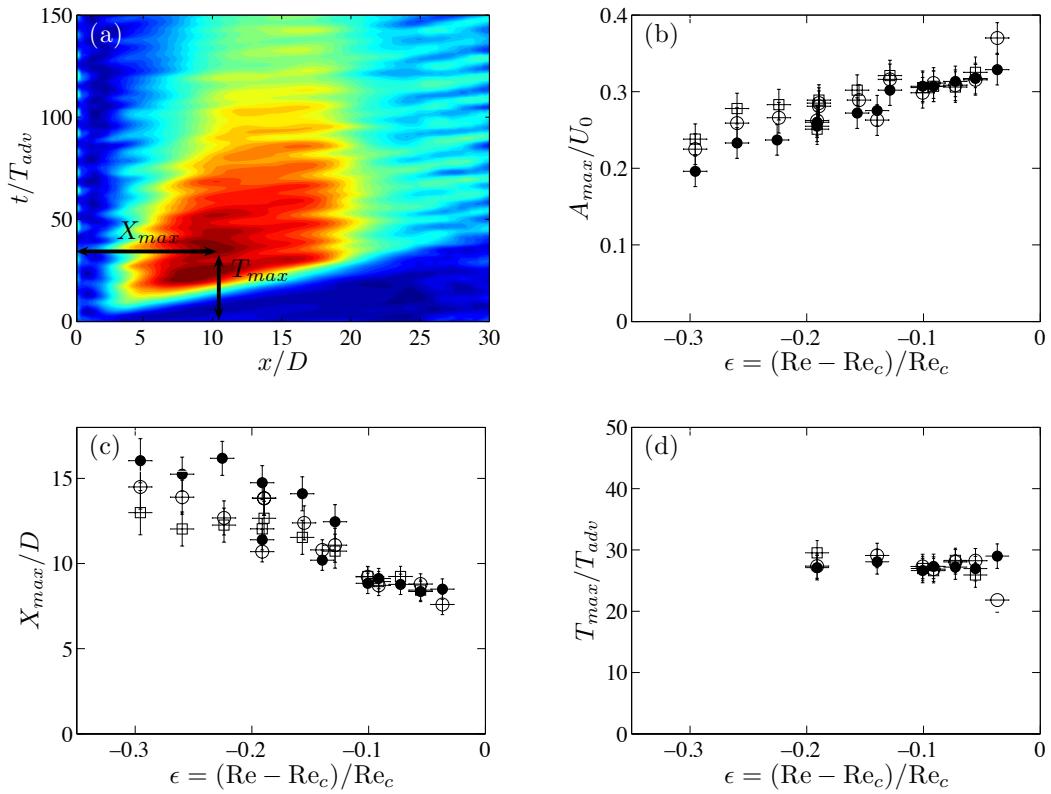 (a)
150
100
50
0
t/T_adv
X_max
T_max
0 5 10 15 20 25 30
x/D
(b)
0.4
0.3
0.2
0.1
0
A_max/U_0
−0.3 −0.2 −0.1 0
ϵ = (Re − Re_c)/Re_c
(c)
15
10
5
0
X_max/D
−0.3 −0.2 −0.1 0
ϵ = (Re − Re_c)/Re_c
(d)
50
40
30
20
10
0
T_max/T_adv
−0.3 −0.2 −0.1 0
ϵ = (Re − Re_c)/Re_c